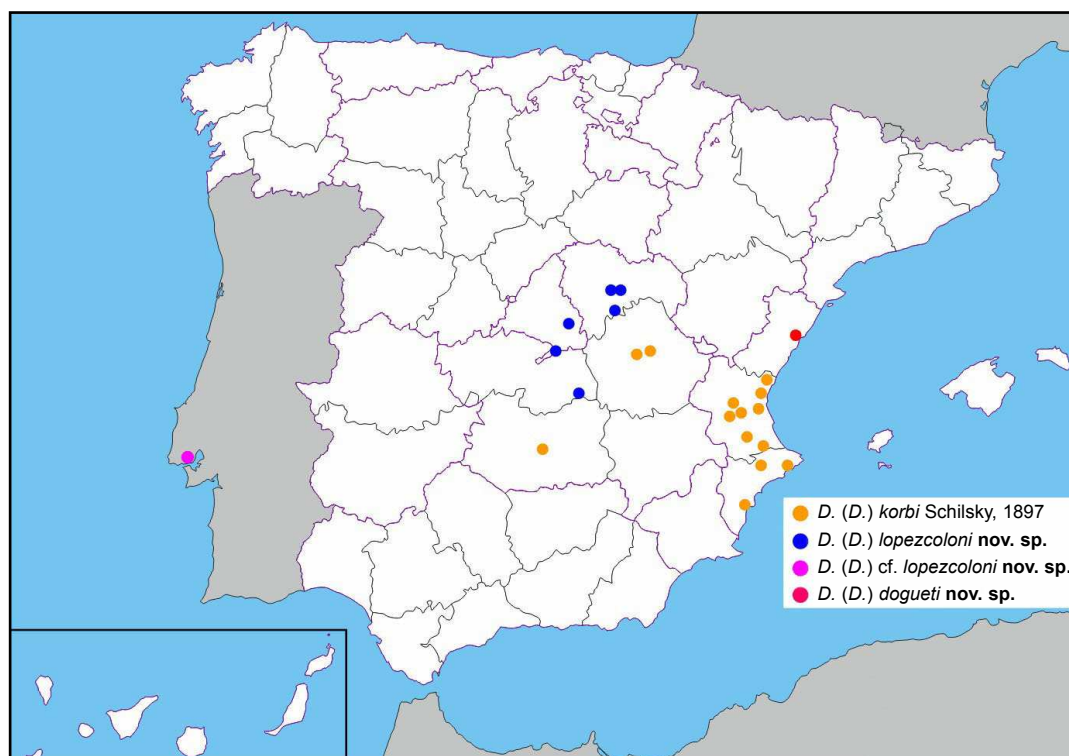 D. (D.) korbi Schilsky, 1897
D. (D.) lopezcoloni nov. sp.
D. (D.) cf. lopezcoloni nov. sp.
D. (D.) dogueti nov. sp.